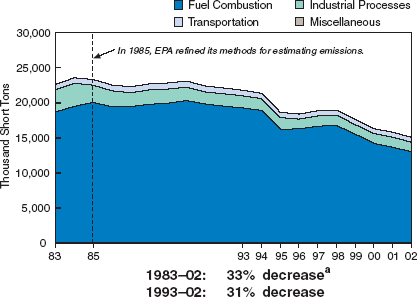 Fuel Combustion Industrial Processes
Transportation Miscellaneous
30,000
In 1985, EPA refined its methods for estimating emissions.
25,000
20,000
15,000
10,000
5,000
0
Thousand Short Tons
83 85 93 94 95 96 97 98 99 00 01 02
1983–02: 33% decreaseª
1993–02: 31% decrease